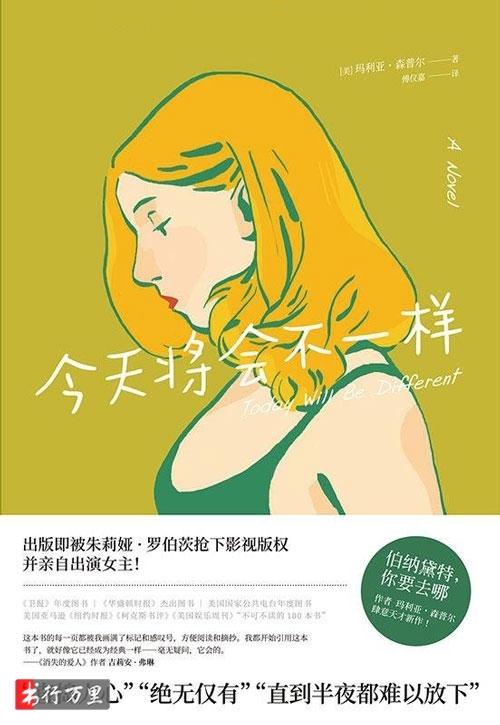 [美] 玛利亚·森普尔 —— 著
傅仪嘉 —— 译
A Novel
今天将会不一样
Today Will Be Different
出版即被朱莉娅·罗伯茨抢下影视版权
并亲自出演女主！
伯纳黛特，
你要去哪
作者 玛利亚·森普尔
肆意天才新作！
《卫报》年度图书 | 《华盛顿邮报》杰出图书 | 美国国家公共电台年度图书
美国亚马逊《纽约时报》《柯克斯书评》《美国娱乐周刊》“不可不读的100本书”
这本书的每一页都被我画满了标记和感叹号，方便阅读和摘抄。我都开始引用这本
书了，就好像它已经成为经典一样——毫无疑问，它会的。
——《消失的爱人》作者 吉莉安·弗琳
心”“绝无仅有”“直到半夜都难以放下”
书行万里